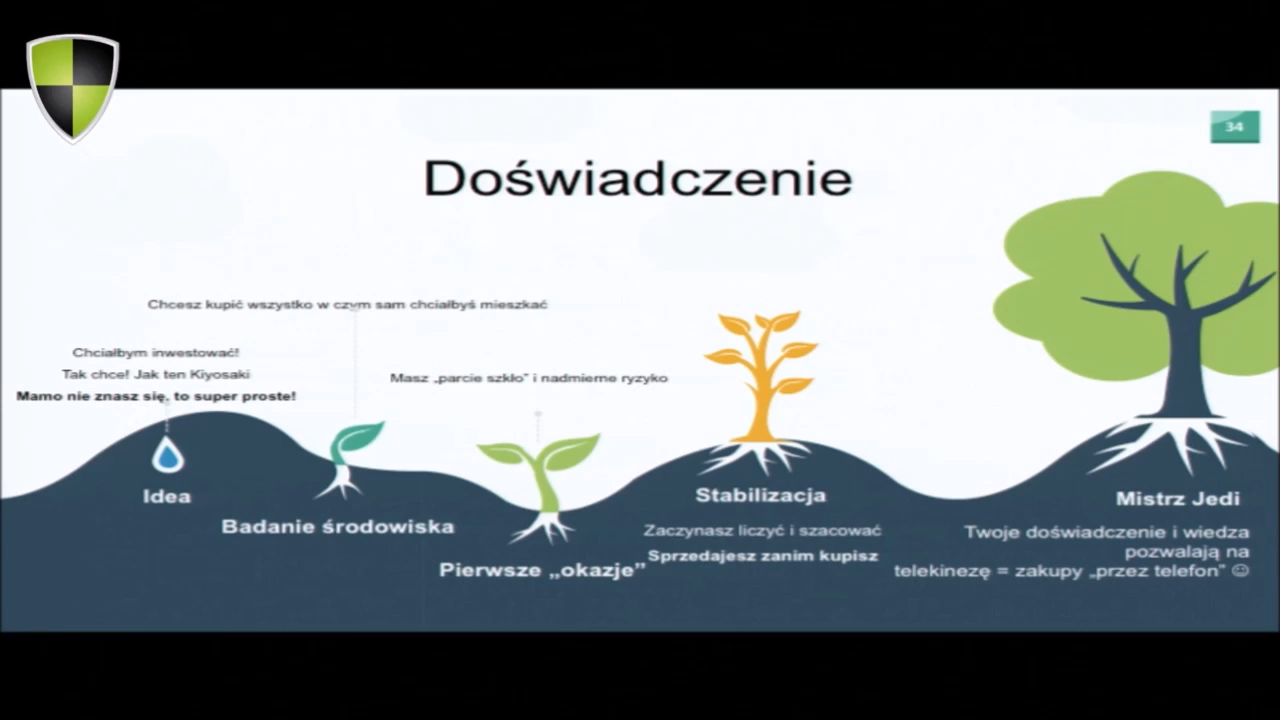 34
Doświadczenie
Chcesz kupić wszystko w czym sam chciałbyś mieszkać
Chciałbym inwestować!
Tak chce! Jak ten Kiyosaki
Mamo nie znasz się, to super proste!
Masz „parcie szkło” i nadmierne ryzyko
Idea
Badanie środowiska
Pierwsze „okazje”
Stabilizacja
Zaczynasz liczyć i szacować
Sprzedajesz zanim kupisz
Mistrz Jedi
Twoje doświadczenie i wiedza
pozwalają na
telekinezę = zakupy „przez telefon” ☺